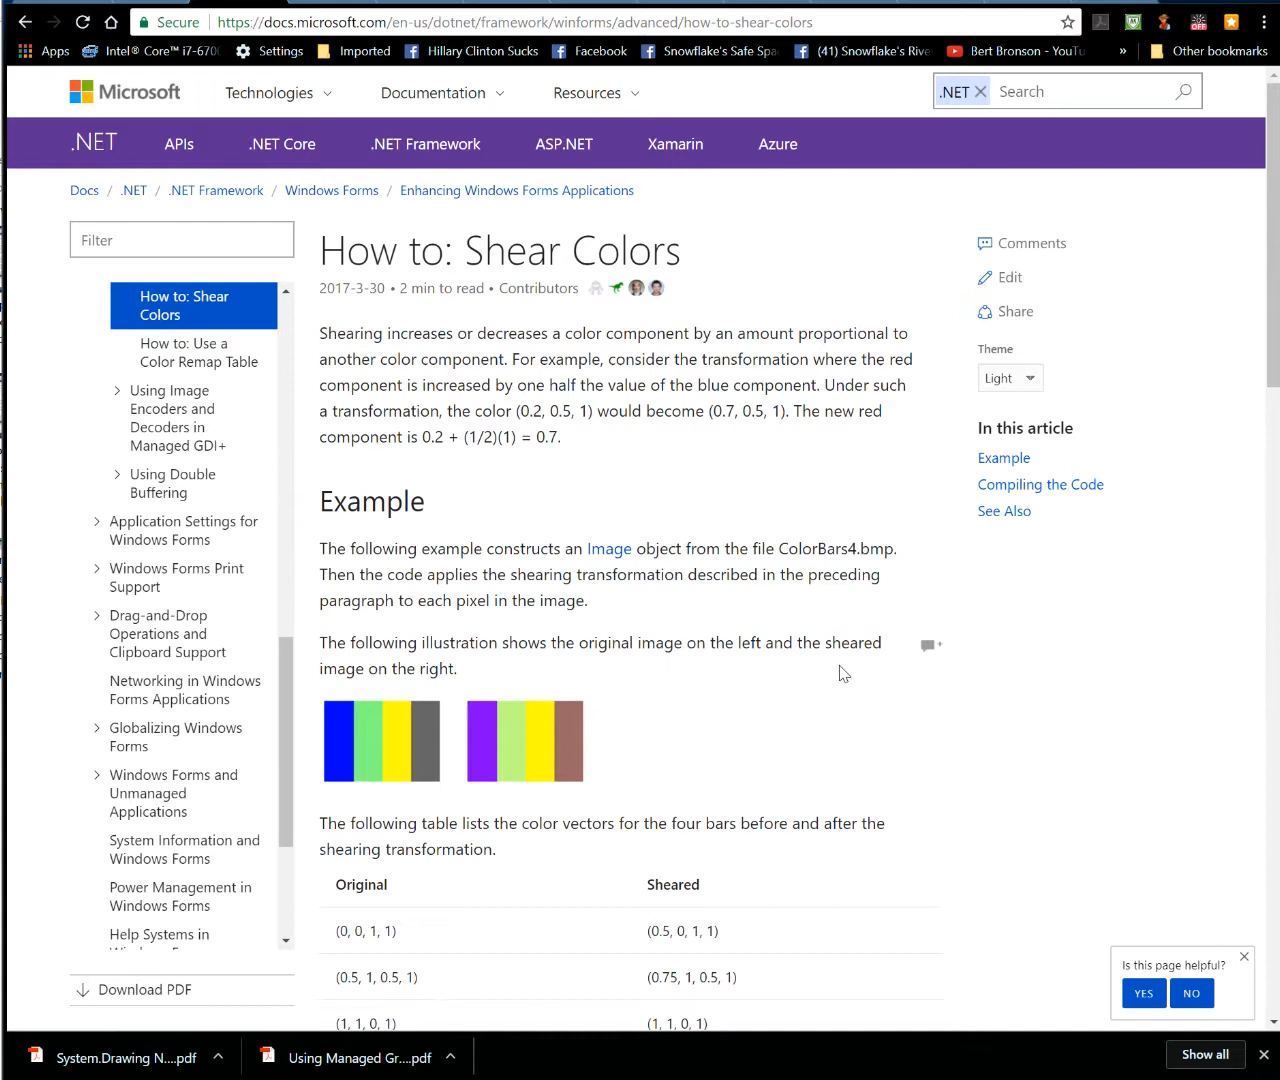 Secure https://docs.microsoft.com/en-us/dotnet/framework/winforms/advanced/how-to-shear-colors
OFF
Apps Intel® Core™ i7-670 Settings Imported Hillary Clinton Sucks Facebook Snowflake's Safe Spa (41) Snowflake's Rive Bert Bronson - YouTu » Other bookmarks
Microsoft Technologies Documentation Resources .NET Search
.NET APIs .NET Core .NET Framework ASP.NET Xamarin Azure
Docs / .NET / .NET Framework / Windows Forms / Enhancing Windows Forms Applications
Filter
How to: Shear
Colors
How to: Use a
Color Remap Table
Using Image
Encoders and
Decoders in
Managed GDI+
Using Double
Buffering
Application Settings for
Windows Forms
Windows Forms Print
Support
Drag-and-Drop
Operations and
Clipboard Support
Networking in Windows
Forms Applications
Globalizing Windows
Forms
Windows Forms and
Unmanaged
Applications
System Information and
Windows Forms
Power Management in
Windows Forms
Help Systems in
Download PDF
How to: Shear Colors
2017-3-30 • 2 min to read • Contributors
Shearing increases or decreases a color component by an amount proportional to
another color component. For example, consider the transformation where the red
component is increased by one half the value of the blue component. Under such
a transformation, the color (0.2, 0.5, 1) would become (0.7, 0.5, 1). The new red
component is 0.2 + (1/2)(1) = 0.7.
Example
The following example constructs an Image object from the file ColorBars4.bmp.
Then the code applies the shearing transformation described in the preceding
paragraph to each pixel in the image.
The following illustration shows the original image on the left and the sheared
image on the right.
The following table lists the color vectors for the four bars before and after the
shearing transformation.
Original Sheared
(0, 0, 1, 1) (0.5, 0, 1, 1)
(0.5, 1, 0.5, 1) (0.75, 1, 0.5, 1)
(1, 1, 0, 1) (1, 1, 0, 1)
Comments
Edit
Share
Theme
Light
In this article
Example
Compiling the Code
See Also
Is this page helpful?
YES NO
System.Drawing N....pdf Using Managed Gr....pdf Show all